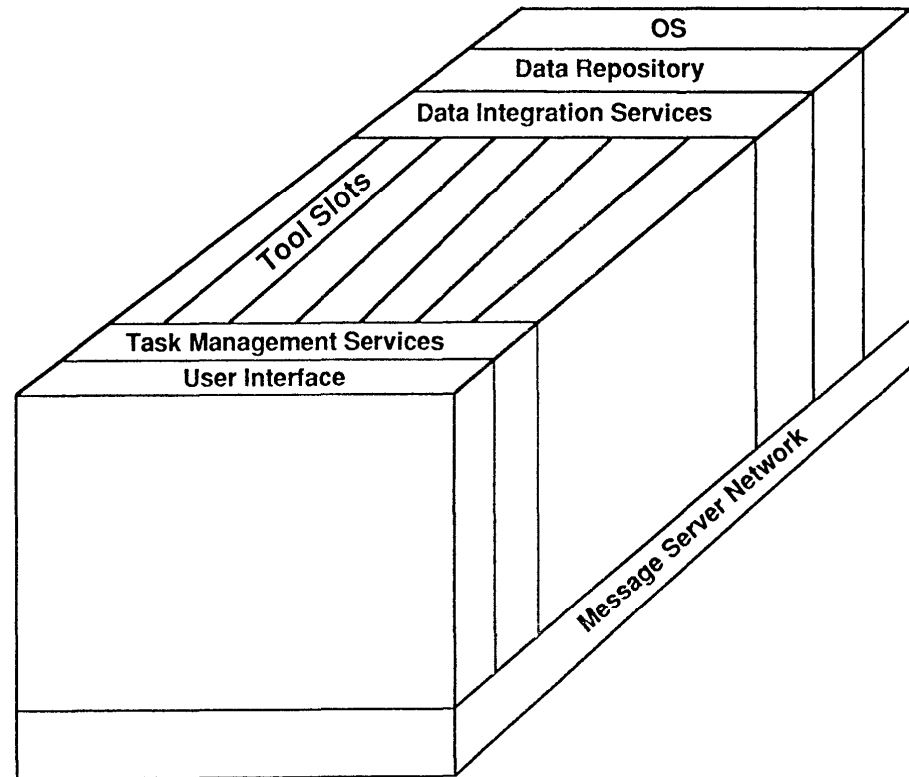 OS
Data Repository
Data Integration Services
Tool Slots
Task Management Services
User Interface
Message Server Network